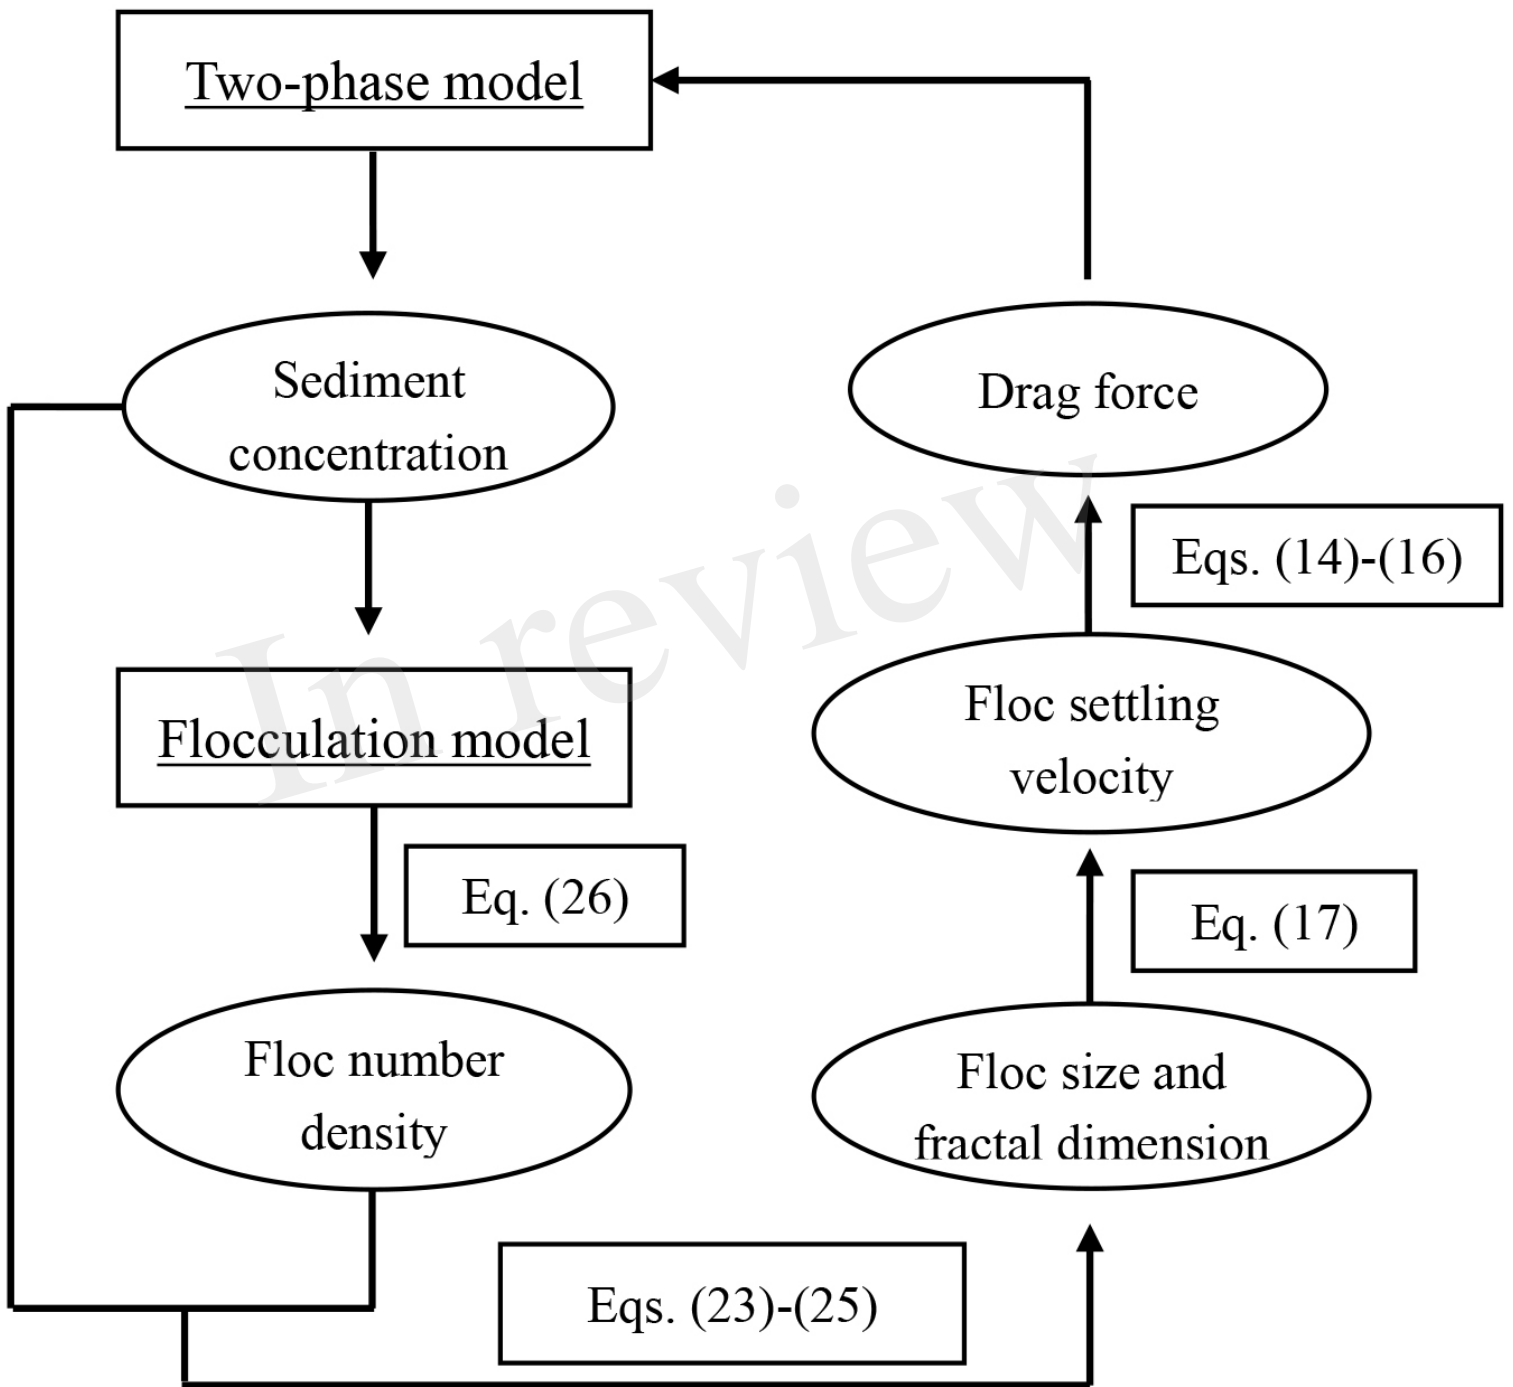 Two-phase model
Sediment
concentration
Drag force
Eqs. (14)-(16)
In review
Flocculation model
Floc settling
velocity
Eq. (26)
Eq. (17)
Floc number
density
Floc size and
fractal dimension
Eqs. (23)-(25)